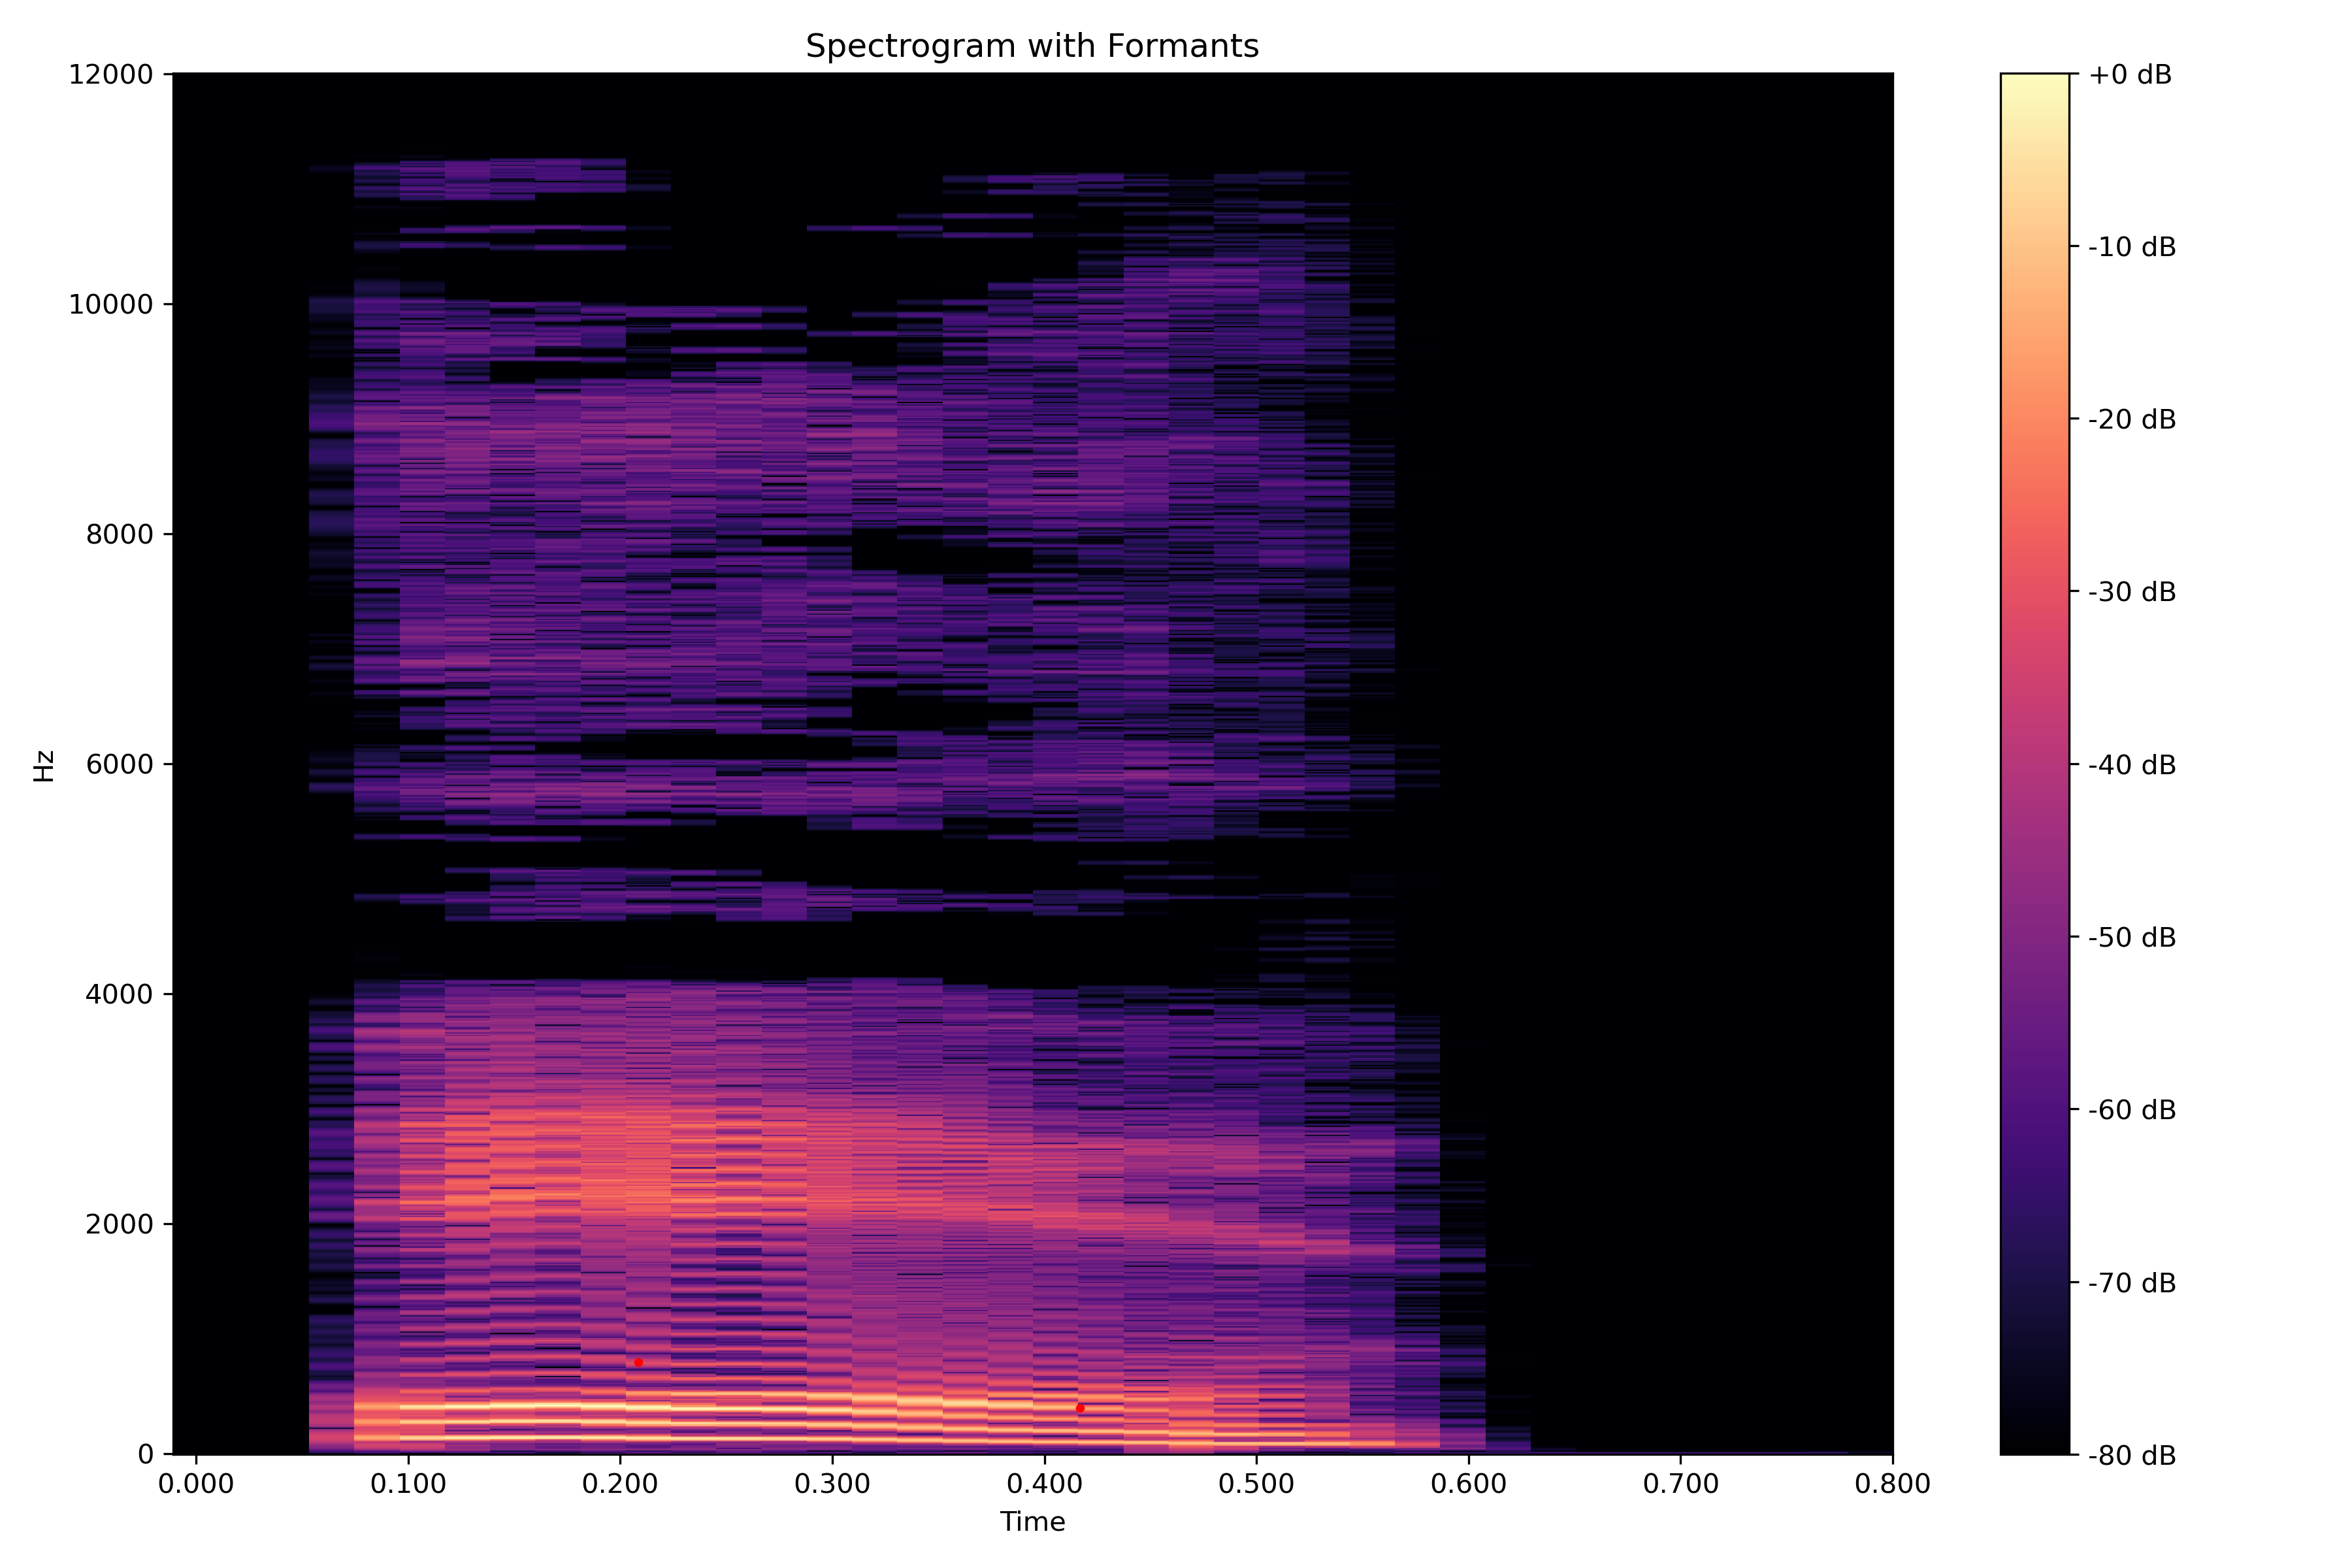 Spectrogram with Formants
12000
10000
8000
6000
4000
2000
0
Hz
0.000 0.100 0.200 0.300 0.400 0.500 0.600 0.700 0.800
Time
+0 dB
-10 dB
-20 dB
-30 dB
-40 dB
-50 dB
-60 dB
-70 dB
-80 dB